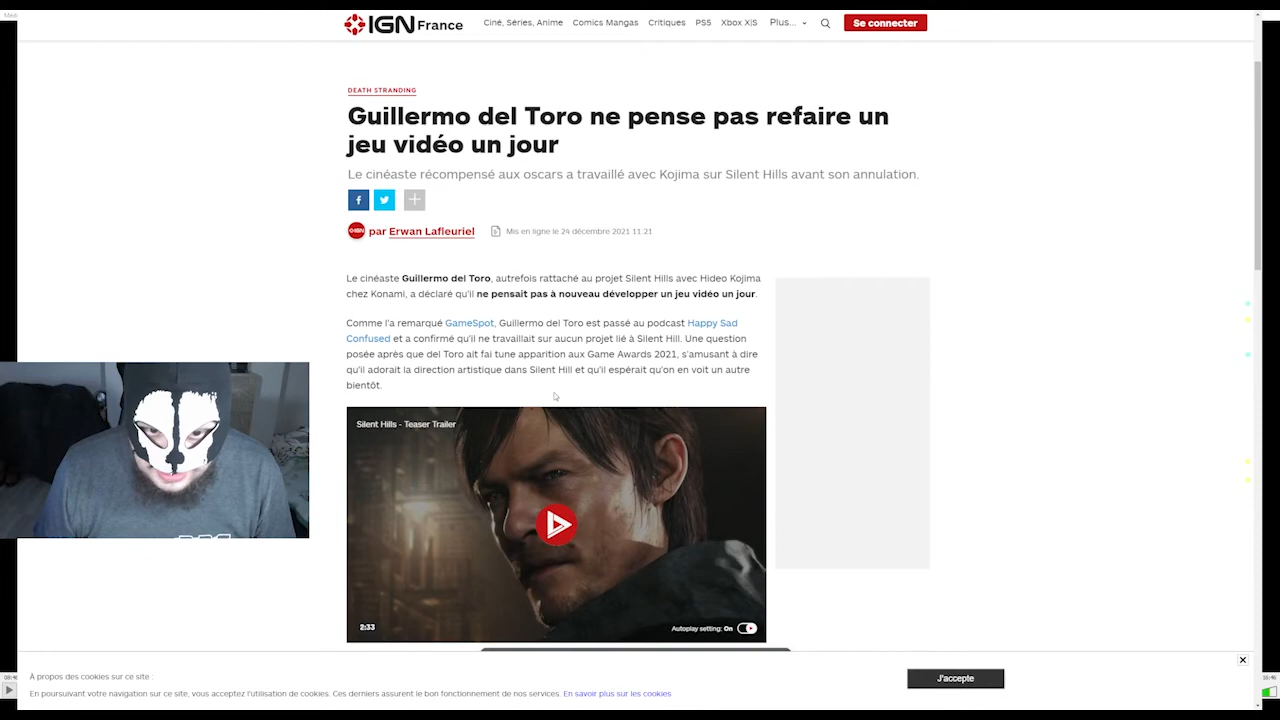 IGN France
Ciné, Séries, Anime Comics Mangas Critiques PS5 Xbox X|S Plus... Se connecter
DEATH STRANDING
Guillermo del Toro ne pense pas refaire un
jeu vidéo un jour
Le cinéaste récompensé aux oscars a travaillé avec Kojima sur Silent Hills avant son annulation.
par Erwan Lafleuriel Mis en ligne le 24 décembre 2021 11:21
Le cinéaste Guillermo del Toro, autrefois rattaché au projet Silent Hills avec Hideo Kojima
chez Konami, a déclaré qu'il ne pensait pas à nouveau développer un jeu vidéo un jour.
Comme l'a remarqué GameSpot, Guillermo del Toro est passé au podcast Happy Sad
Confused et a confirmé qu'il ne travaillait sur aucun projet lié à Silent Hill. Une question
posée après que del Toro ait fai tune apparition aux Game Awards 2021, s'amusant à dire
qu'il adorait la direction artistique dans Silent Hill et qu'il espérait qu'on en voit un autre
bientôt.
Silent Hills - Teaser Trailer
2:33
Autoplay setting: On
À propos des cookies sur ce site :
En poursuivant votre navigation sur ce site, vous acceptez l'utilisation de cookies. Ces derniers assurent le bon fonctionnement de nos services. En savoir plus sur les cookies
J'accepte
16:46